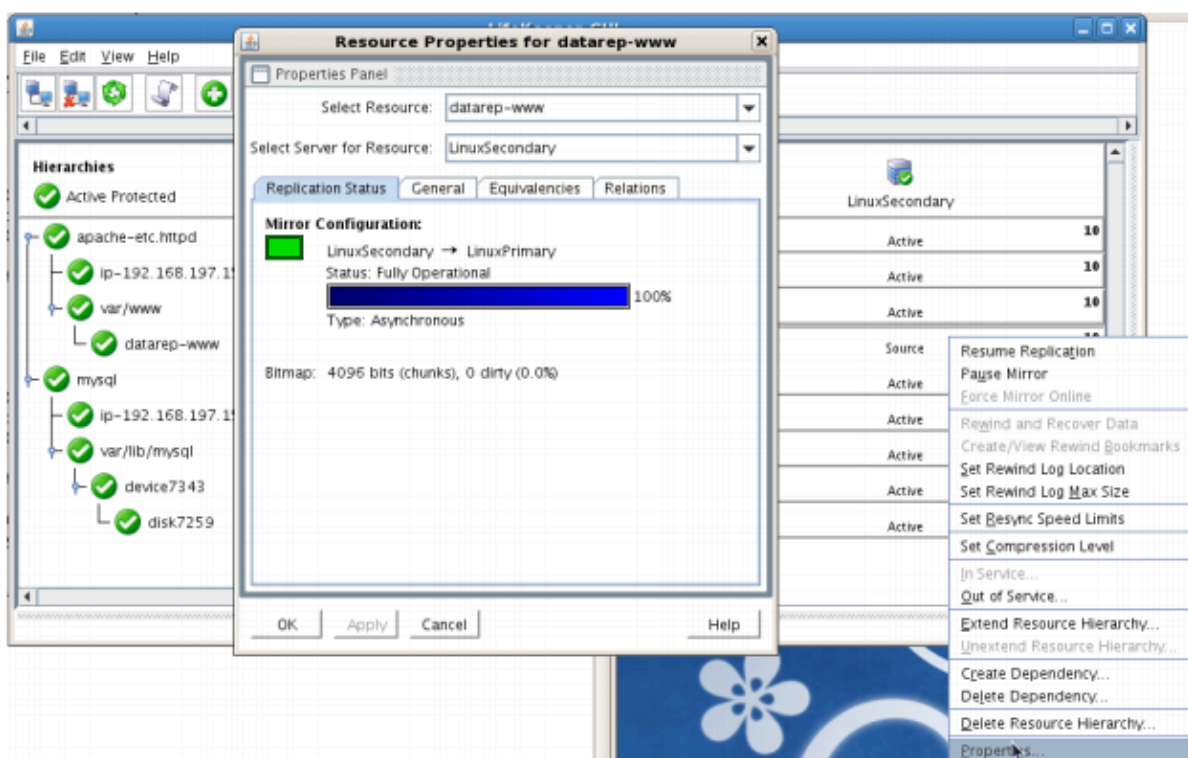 Resource Properties for datarep-www
File Edit View Help
Properties Panel
Select Resource: datarep-www
Select Server for Resource: LinuxSecondary
Replication Status General Equivalencies Relations
Mirror Configuration:
LinuxSecondary → LinuxPrimary
Status: Fully Operational
100%
Type: Asynchronous
Bitmap: 4096 bits (chunks), 0 dirty (0.0%)
OK Apply Cancel Help
Hierarchies
Active Protected
apache-etc.httpd
var/www
datarep-www
mysql
var/lib/mysql
device7343
disk7259
LinuxSecondary
Active 10
Active 10
Active 10
Source
Active
Active
Active
Active
Active
Resume Replication
Pause Mirror
Force Mirror Online
Rewind and Recover Data
Create/View Rewind Bookmarks
Set Rewind Log Location
Set Rewind Log Max Size
Set Resync Speed Limits
Set Compression Level
In Service...
Out of Service...
Extend Resource Hierarchy...
Unextend Resource Hierarchy...
Create Dependency...
Delete Dependency...
Delete Resource Hierarchy...
Properties...